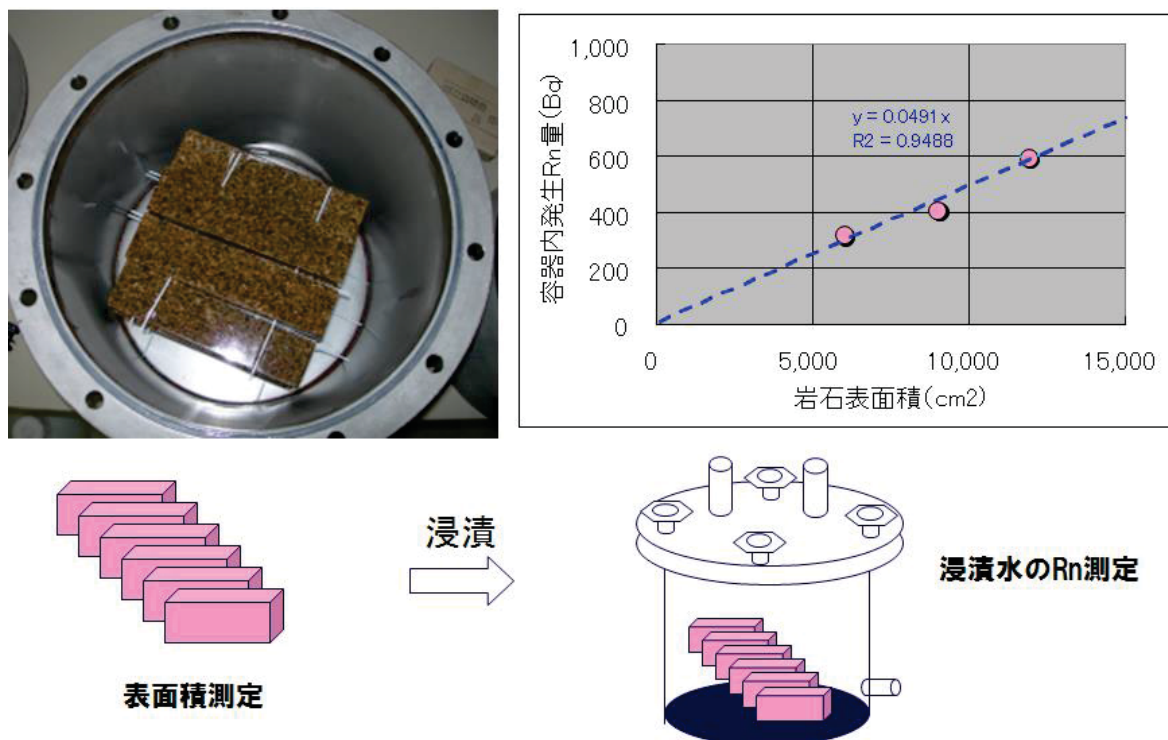 容器内発生Rn量(Bq)
1,000
800
600
400
200
0
y = 0.0491x
R2 = 0.9488
0
5,000
10,000
15,000
岩石表面積(cm2)
浸漬
表面積測定
浸漬水のRn測定